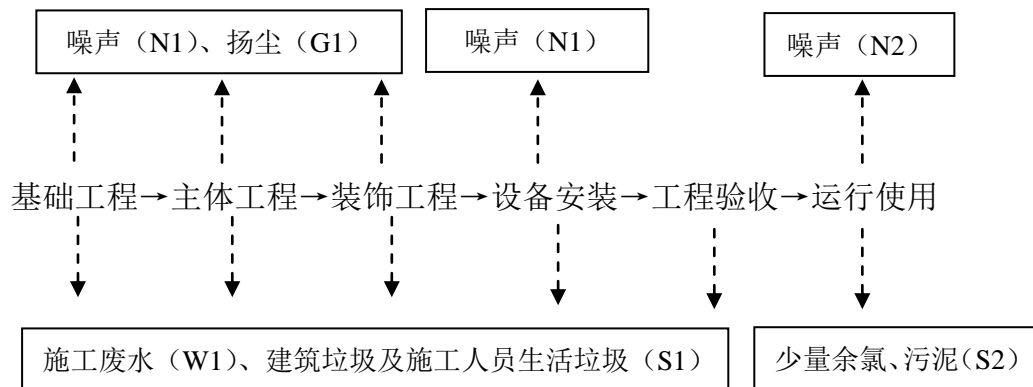 噪声（N1）、扬尘（G1）
噪声（N1）
噪声（N2）
基础工程→主体工程→装饰工程→设备安装→工程验收→运行使用
施工废水（W1）、建筑垃圾及施工人员生活垃圾（S1）
少量余氯、污泥（S2）